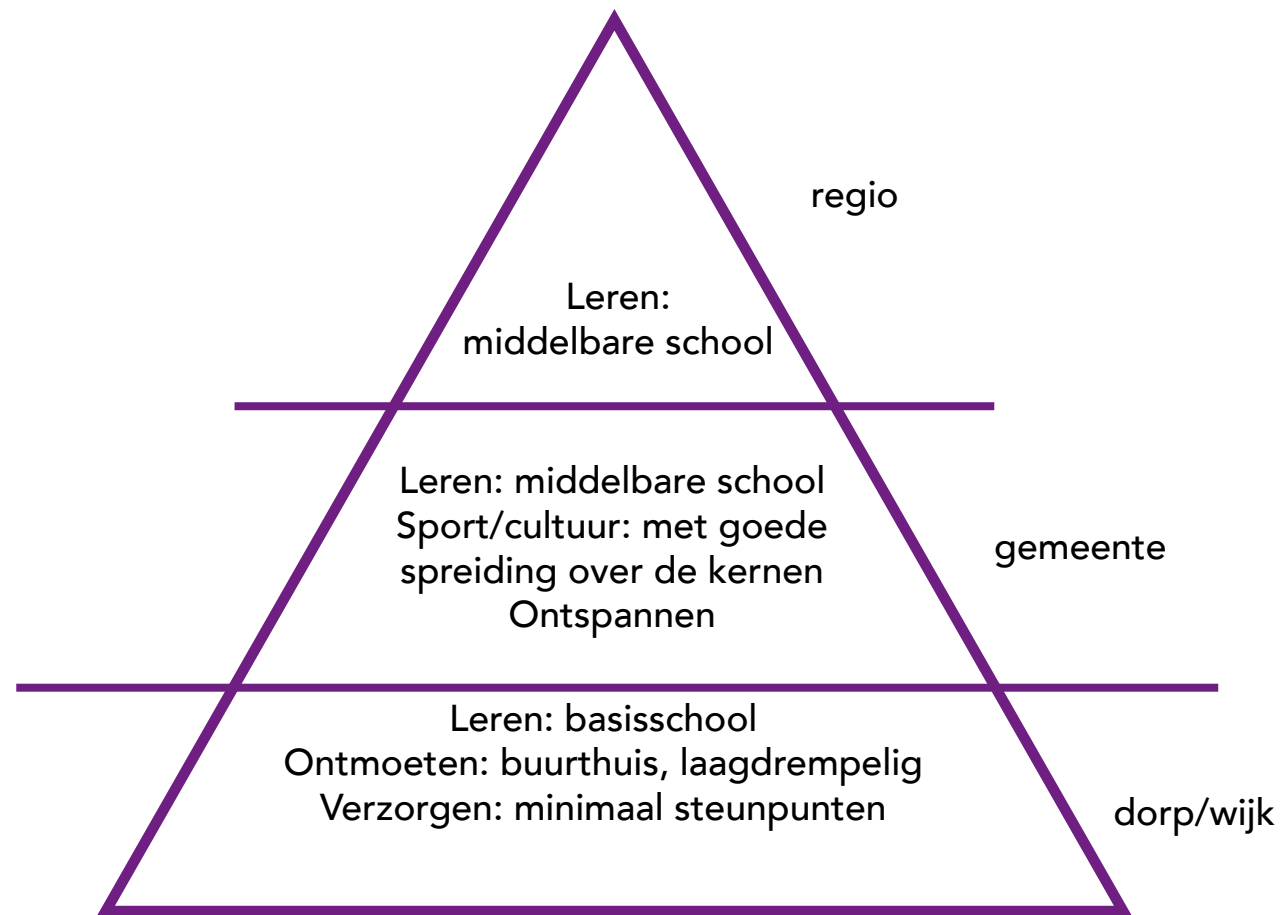 regio
Leren:
middelbare school
Leren: middelbare school
Sport/cultuur: met goede
spreiding over de kernen
Ontspannen
gemeente
Leren: basisschool
Ontmoeten: buurthuis, laagdrempelig
Verzorgen: minimaal steunpunten
dorp/wijk